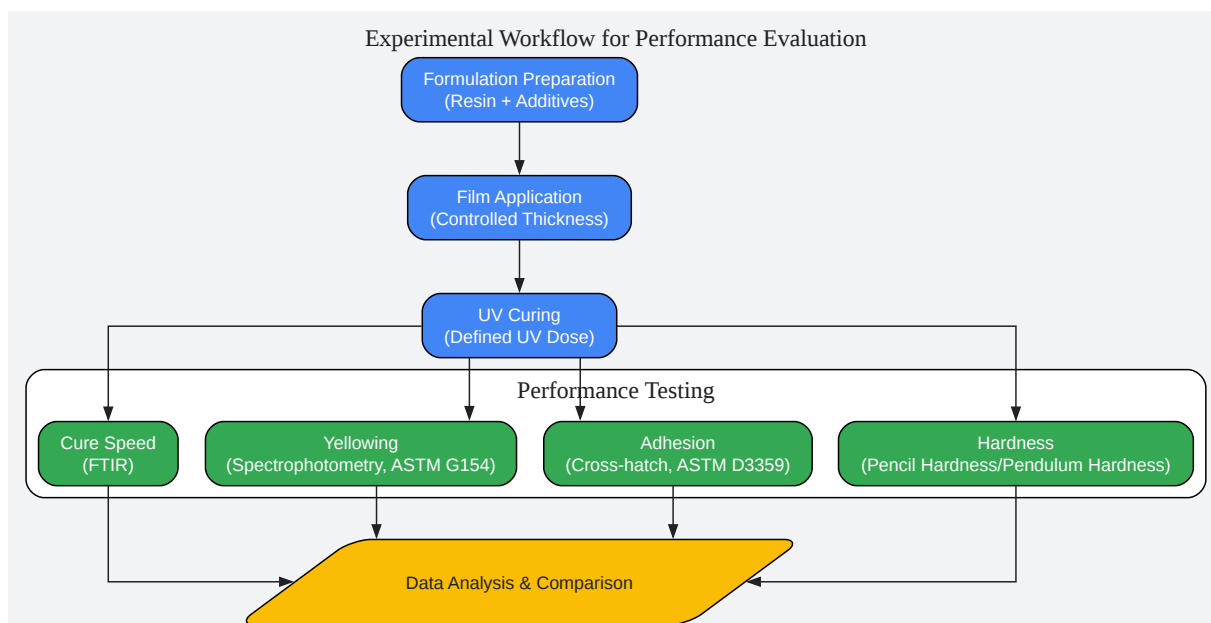 Experimental Workflow for Performance Evaluation
Formulation Preparation
(Resin + Additives)
Film Application
(Controlled Thickness)
UV Curing
(Defined UV Dose)
Performance Testing
Cure Speed
(FTIR)
Yellowing
(Spectrophotometry, ASTM G154)
Adhesion
(Cross-hatch, ASTM D3359)
Hardness
(Pencil Hardness/Pendulum Hardness)
Data Analysis & Comparison